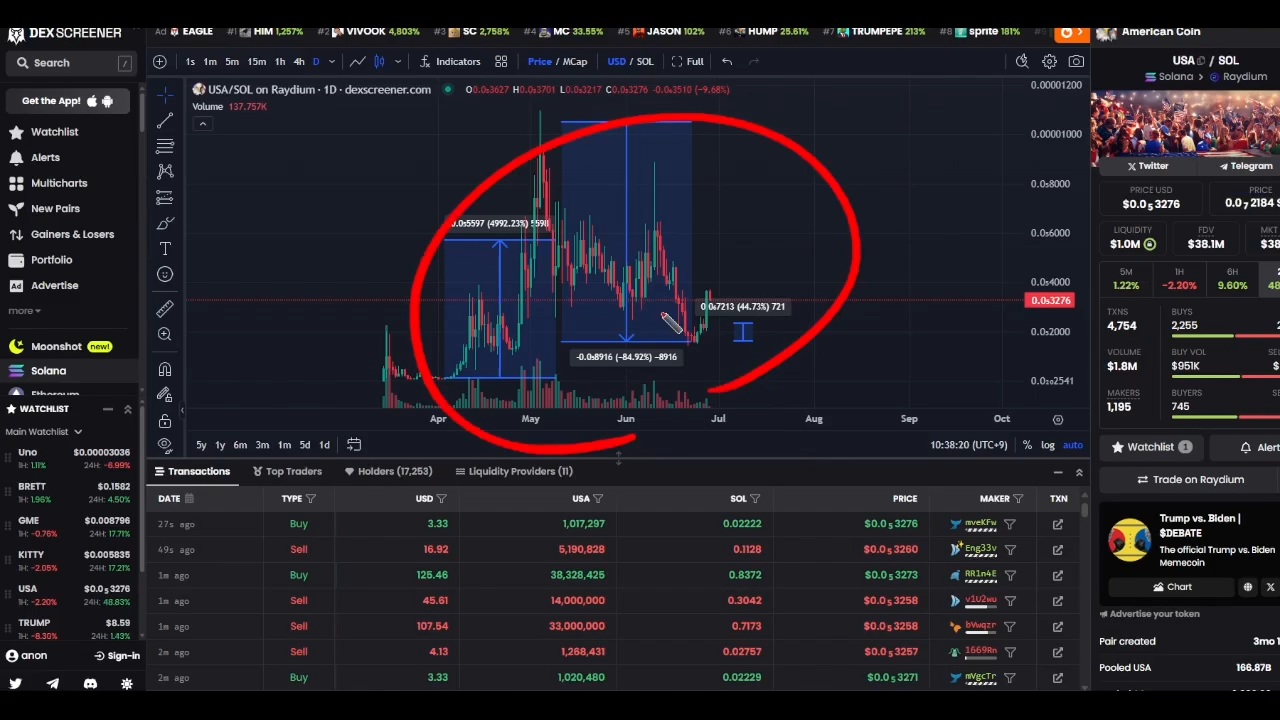 DEX SCREENER
Ad EAGLE #1 HIM 1,257% #2 VIVOOK 4,803% #3 SC 2,758% #4 MC 33.55% #5 JASON 102% #6 HUMP 25.61% #7 TRUMPEPE 213% #8 sprite 181%
American Coin
Search /
1s 1m 5m 15m 1h 4h D Indicators Price / MCap USD / SOL Full
USA / SOL
Solana > Raydium
Get the App!
Watchlist
Alerts
Multicharts
New Pairs
Gainers & Losers
Portfolio
Ad Advertise
more
Moonshot new!
Solana
Ethereum
USA/SOL on Raydium · 1D · dexscreener.com O0.0₅3627 H0.0₅3701 L0.0₅3217 C0.0₅3276 -0.0₅3510 (-9.68%)
Volume 137.757K
0.00001200
0.00001000
0.0₅8000
0.0₅6000
0.0₅4000
0.0₅3276
0.0₅2000
0.0₆2541
0.0₅5597 (4992.23%) 5598
0.0₆7213 (44.73%) 721
-0.0₅8916 (-84.92%) -8916
Apr May Jun Jul Aug Sep Oct
5y 1y 6m 3m 1m 5d 1d 10:38:20 (UTC+9) % log auto
Twitter Telegram
PRICE USD PRICE
$0.0₅3276 0.0₇2184 S
LIQUIDITY FDV MKT
$1.0M $38.1M $38
5M 1H 6H 2
1.22% -2.20% 9.60% 48
TXNS BUYS
4,754 2,255
VOLUME BUY VOL
$1.8M $951K
MAKERS BUYERS
1,195 745
Watchlist 1 Alert
Trade on Raydium
Trump vs. Biden |
$DEBATE
The official Trump vs. Biden
Memecoin
Chart
Advertise your token
Pair created 3mo 1
Pooled USA 166.878
WATCHLIST
Main Watchlist
Uno $0.00003036
1H: 1.11% 24H: -6.99%
BRETT $0.1582
1H: 1.96% 24H: 4.50%
GME $0.008796
1H: -0.76% 24H: 17.71%
KITTY $0.005835
1H: -2.05% 24H: 17.21%
USA $0.0₅3276
1H: -2.20% 24H: 48.83%
TRUMP $8.59
1H: -8.30% 24H: 1.43%
anon Sign-in
Transactions Top Traders Holders (17,253) Liquidity Providers (11)
DATE TYPE USD USA SOL PRICE MAKER TXN
27s ago Buy 3.33 1,017,297 0.02222 $0.0₅3276 mveKFw
49s ago Sell 16.92 5,190,828 0.1128 $0.0₅3260 Eng33v
1m ago Buy 125.46 38,328,425 0.8372 $0.0₅3273 RR1n4E
1m ago Sell 45.61 14,000,000 0.3042 $0.0₅3258 v1U2wu
1m ago Sell 107.54 33,000,000 0.7173 $0.0₅3258 bVwqzr
2m ago Sell 4.13 1,268,431 0.02757 $0.0₅3257 1669Rn
2m ago Buy 3.33 1,020,480 0.02229 $0.0₅3271 mVgcTr